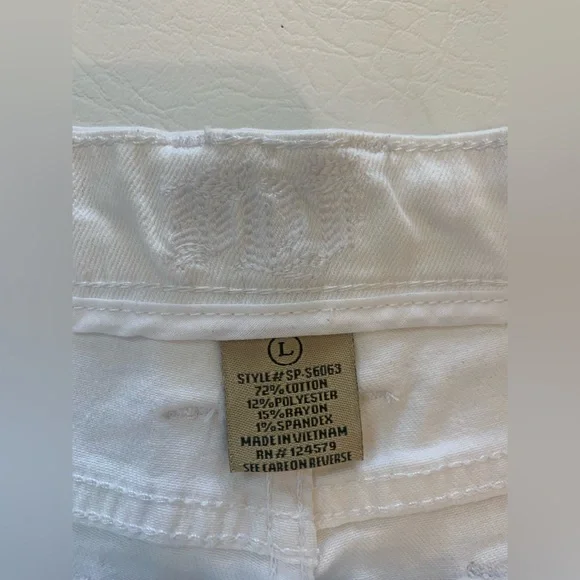 L
STYLE# SP-S6063
72% COTTON
12% POLYESTER
15% RAYON
1% SPANDEX
MADE IN VIETNAM
RN # 124579
SEE CARE ON REVERSE